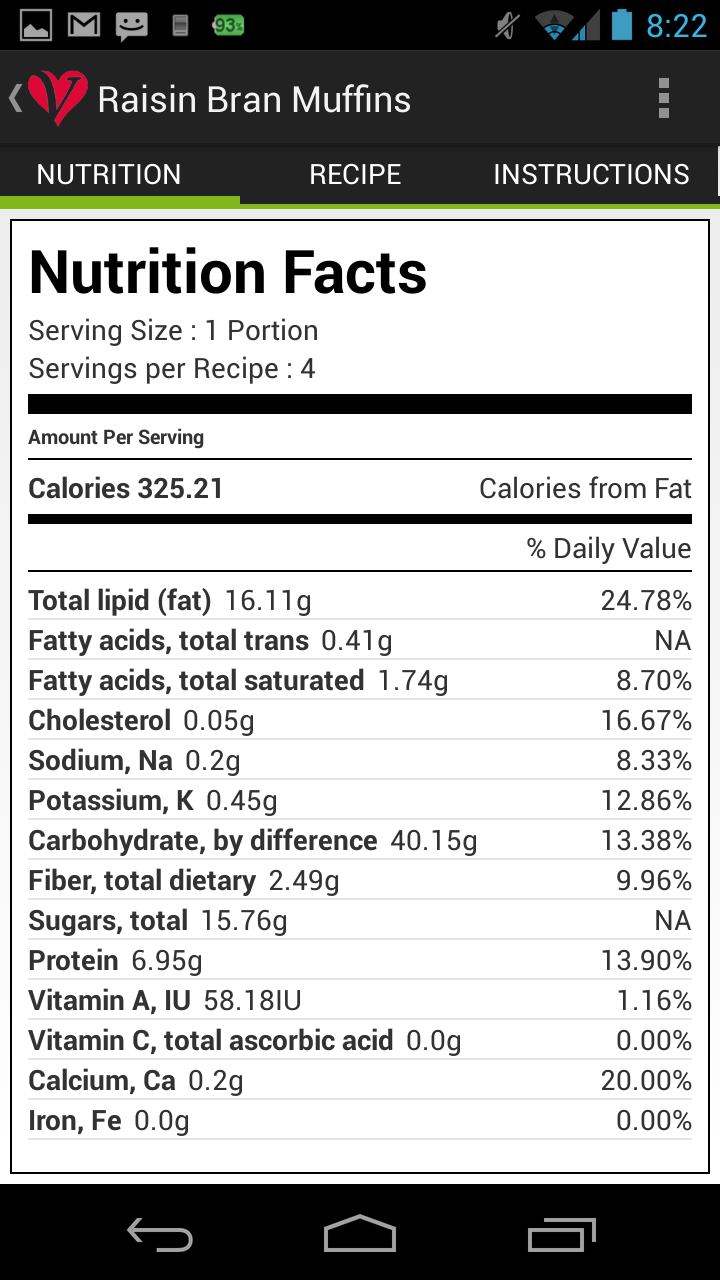 93%
8:22
Raisin Bran Muffins
NUTRITION RECIPE INSTRUCTIONS
Nutrition Facts
Serving Size : 1 Portion
Servings per Recipe : 4
Amount Per Serving
Calories 325.21 Calories from Fat
% Daily Value
Total lipid (fat) 16.11g 24.78%
Fatty acids, total trans 0.41g NA
Fatty acids, total saturated 1.74g 8.70%
Cholesterol 0.05g 16.67%
Sodium, Na 0.2g 8.33%
Potassium, K 0.45g 12.86%
Carbohydrate, by difference 40.15g 13.38%
Fiber, total dietary 2.49g 9.96%
Sugars, total 15.76g NA
Protein 6.95g 13.90%
Vitamin A, IU 58.18IU 1.16%
Vitamin C, total ascorbic acid 0.0g 0.00%
Calcium, Ca 0.2g 20.00%
Iron, Fe 0.0g 0.00%